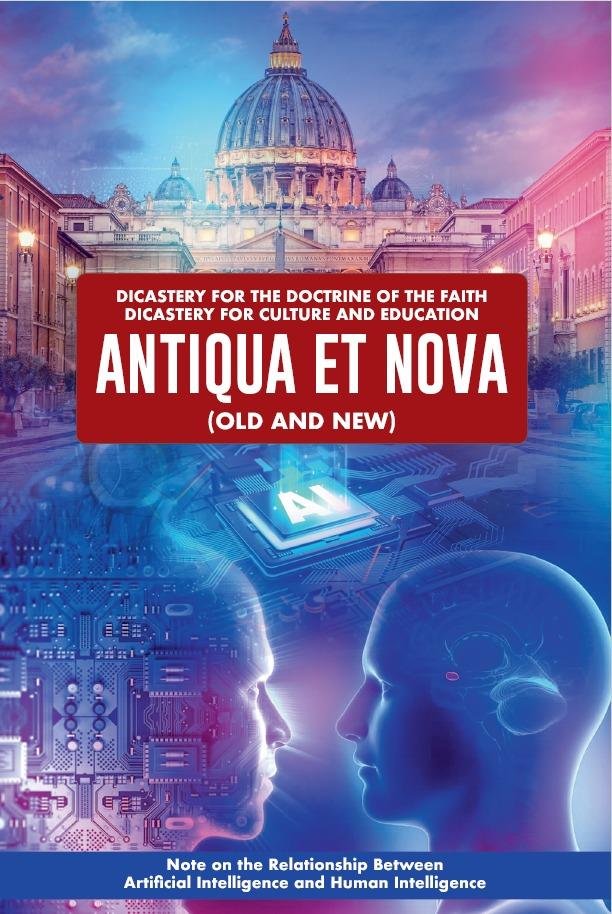 DICASTERY FOR THE DOCTRINE OF THE FAITH
DICASTERY FOR CULTURE AND EDUCATION
ANTIQUA ET NOVA
(OLD AND NEW)
AI
Note on the Relationship Between
Artificial Intelligence and Human Intelligence